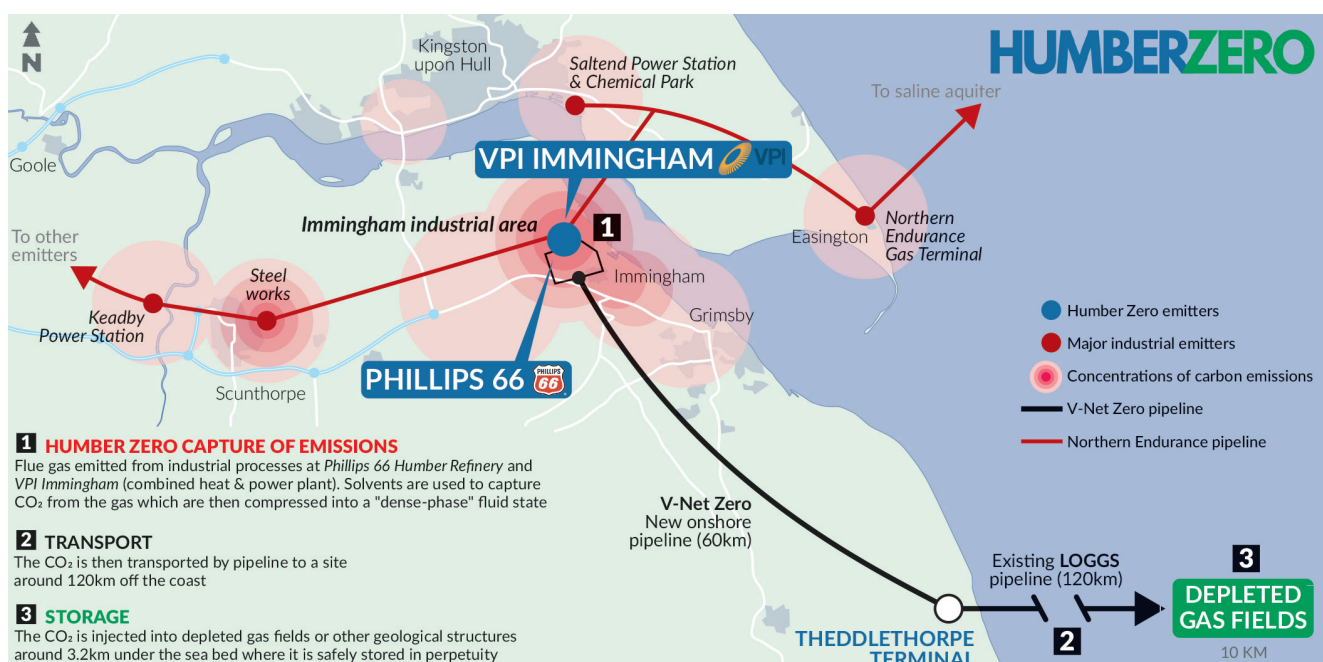 N
Kingston
upon Hull
Saltend Power Station
& Chemical Park
HUMBERZERO
To saline aquiter
Goole
VPI IMMINGHAM VPI
Immingham industrial area
1
To other
emitters
Easington
Northern
Endurance
Gas Terminal
Steel
works
Immingham
Keadby
Power Station
Grimsby
Scunthorpe
PHILLIPS 66
PHILLIPS
66
Humber Zero emitters
Major industrial emitters
Concentrations of carbon emissions
V-Net Zero pipeline
Northern Endurance pipeline
1 HUMBER ZERO CAPTURE OF EMISSIONS
Flue gas emitted from industrial processes at Phillips 66 Humber Refinery and
VPI Immingham (combined heat & power plant). Solvents are used to capture
CO₂ from the gas which are then compressed into a "dense-phase" fluid state
2 TRANSPORT
The CO₂ is then transported by pipeline to a site
around 120km off the coast
3 STORAGE
The CO₂ is injected into depleted gas fields or other geological structures
around 3.2km under the sea bed where it is safely stored in perpetuity
V-Net Zero
New onshore
pipeline (60km)
Existing LOGGS
pipeline (120km)
2
3
DEPLETED
GAS FIELDS
THEDDLETHORPE
TERMINAL
10 KM